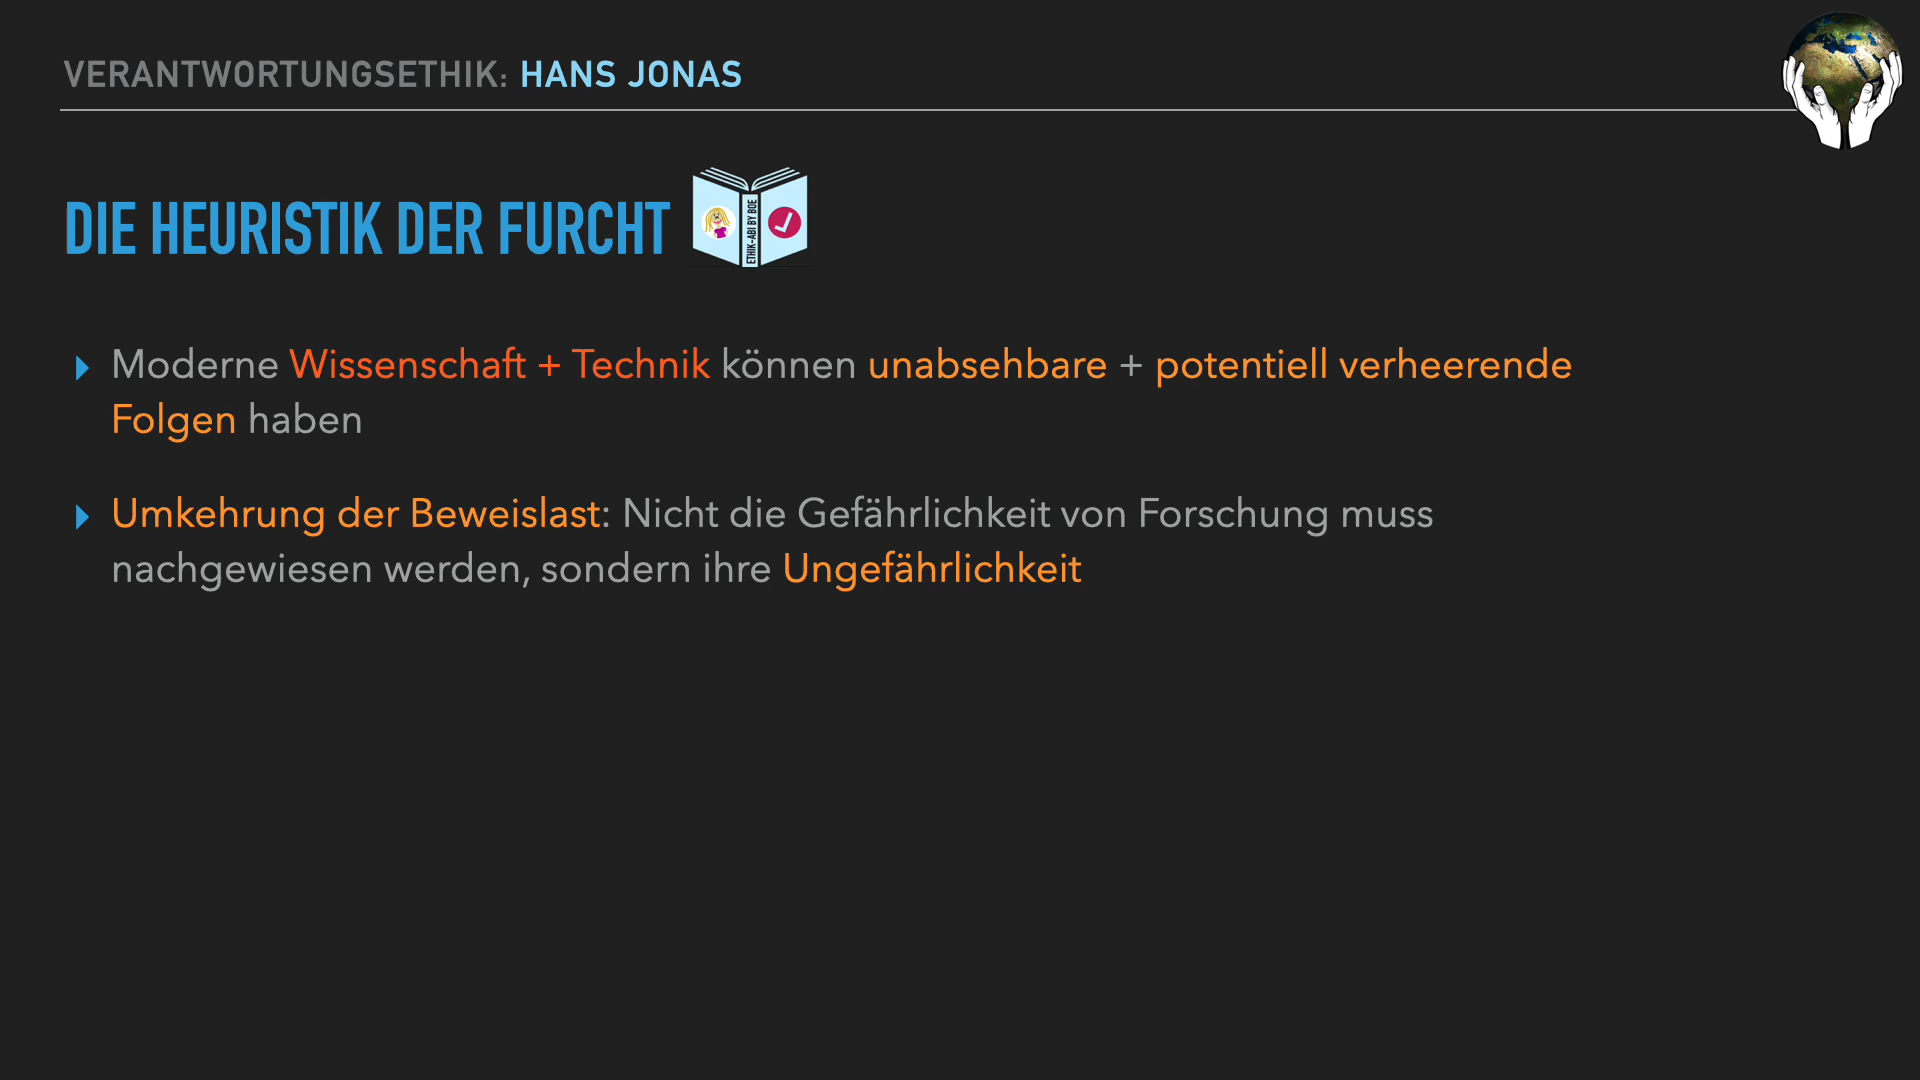 VERANTWORTUNGSETHIK: HANS JONAS
DIE HEURISTIK DER FURCHT
ETHIK-ABI BY BOE
Moderne Wissenschaft + Technik können unabsehbare + potentiell verheerende
Folgen haben
Umkehrung der Beweislast: Nicht die Gefährlichkeit von Forschung muss
nachgewiesen werden, sondern ihre Ungefährlichkeit